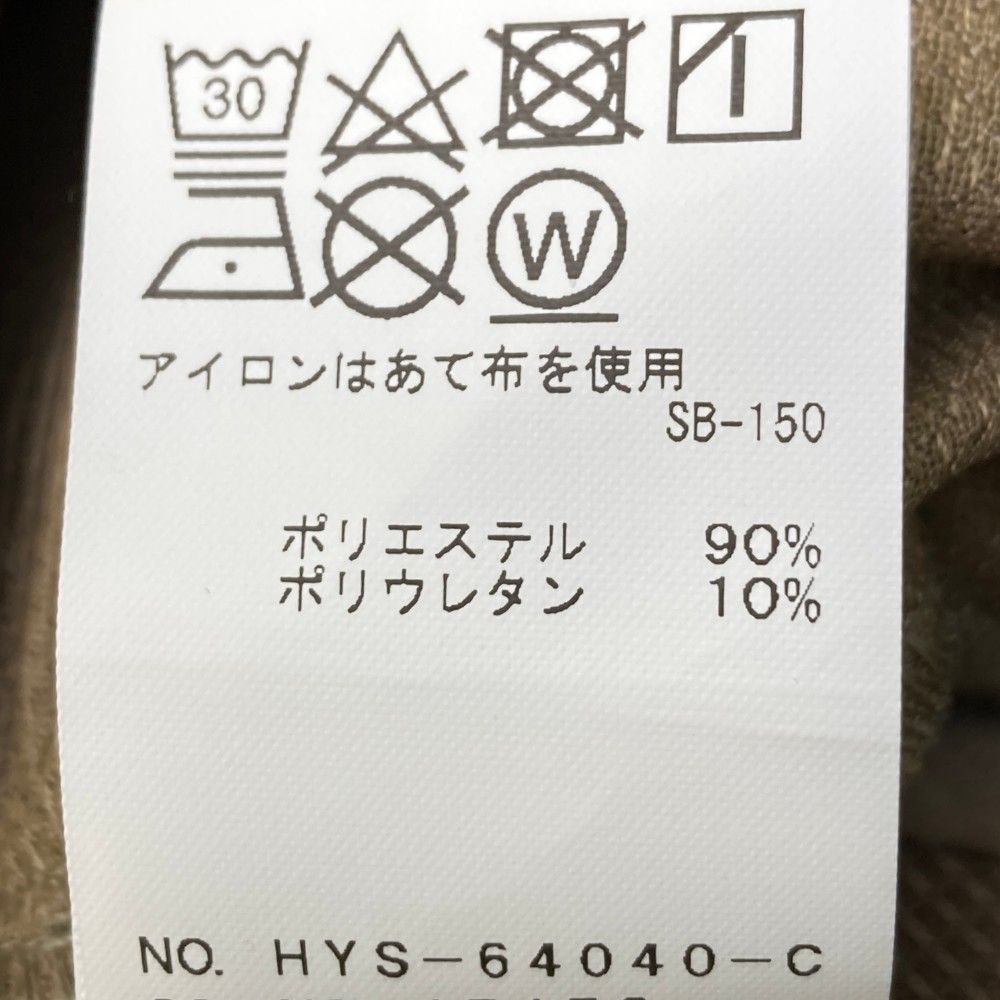 30
W
アイロンはあて布を使用
SB-150
ポリエステル 90%
ポリウレタン 10%
NO. HYS-64040-C